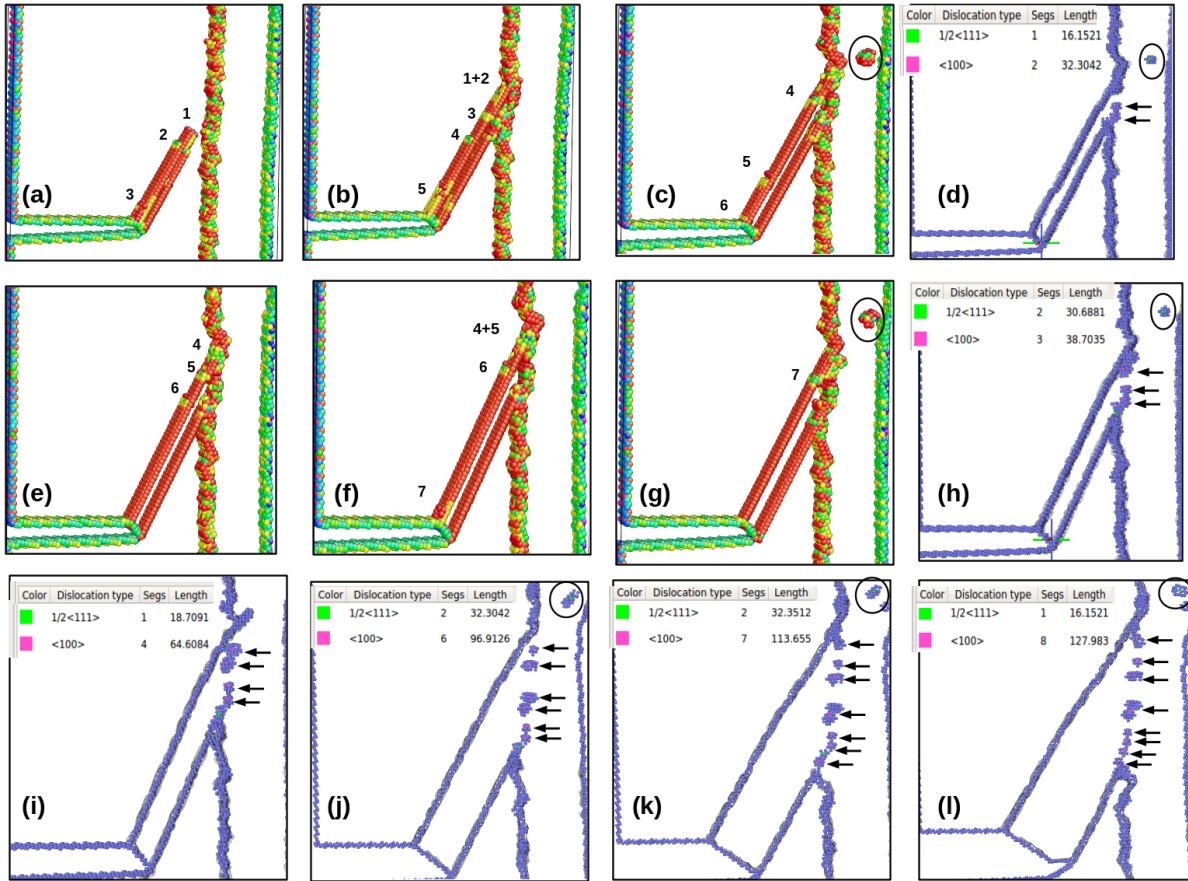 1
2
3
(a)
1+2
3
4
5
(b)
4
5
6
(c)
Color Dislocation type Segs Length
1/2<111> 1 16.1521
<100> 2 32.3042
(d)
4
5
6
(e)
4+5
6
7
(f)
7
(g)
Color Dislocation type Segs Length
1/2<111> 2 30.6881
<100> 3 38.7035
(h)
Color Dislocation type Segs Length
1/2<111> 1 18.7091
<100> 4 64.6084
(i)
Color Dislocation type Segs Length
1/2<111> 2 32.3042
<100> 6 96.9126
(j)
Color Dislocation type Segs Length
1/2<111> 2 32.3512
<100> 7 113.655
(k)
Color Dislocation type Segs Length
1/2<111> 1 16.1521
<100> 8 127.983
(l)